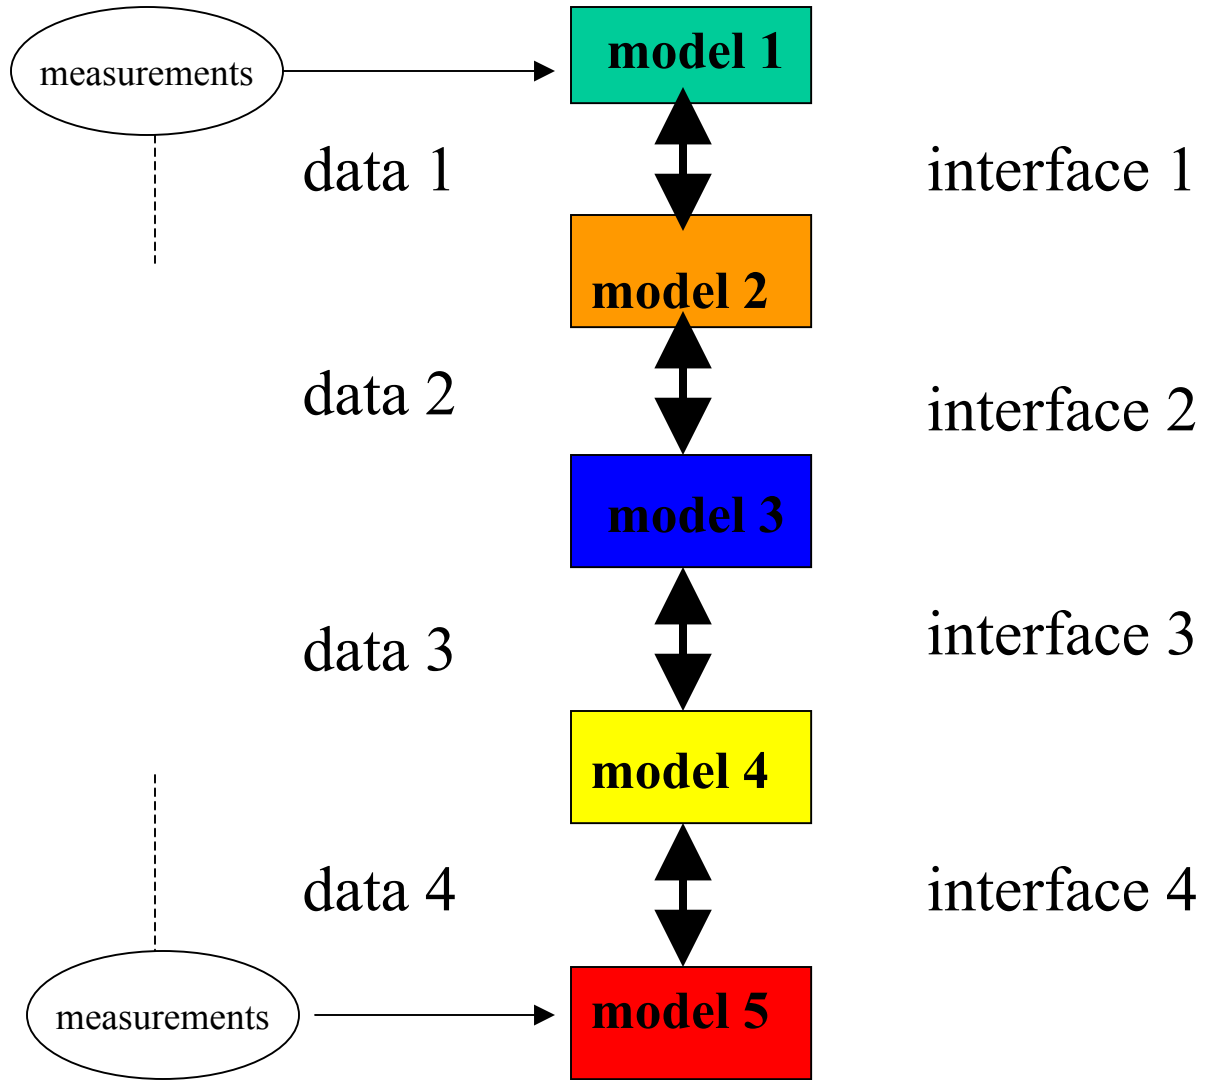 measurements
model 1
data 1
interface 1
model 2
data 2
interface 2
model 3
data 3
interface 3
model 4
data 4
interface 4
measurements
model 5